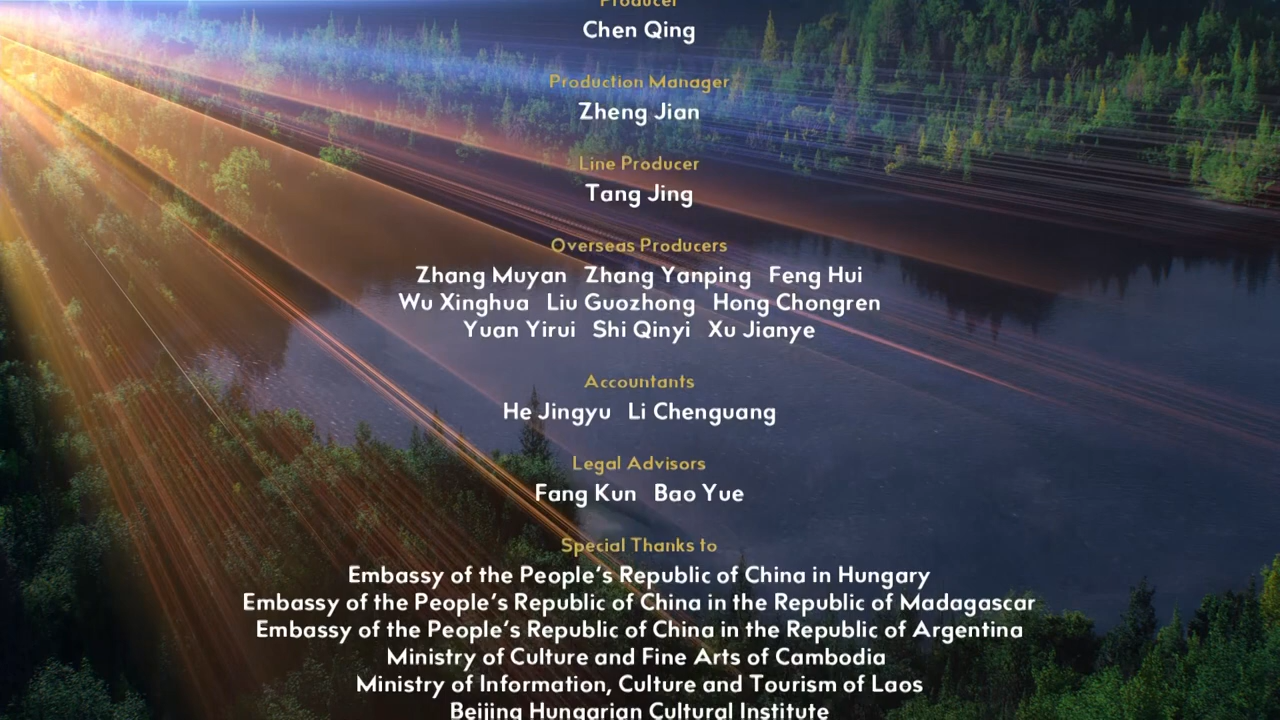 Producer
Chen Qing
Production Manager
Zheng Jian
Line Producer
Tang Jing
Overseas Producers
Zhang Muyan Zhang Yanping Feng Hui
Wu Xinghua Liu Guozhong Hong Chongren
Yuan Yirui Shi Qinyi Xu Jianye
Accountants
He Jingyu Li Chenguang
Legal Advisors
Fang Kun Bao Yue
Special Thanks to
Embassy of the People's Republic of China in Hungary
Embassy of the People's Republic of China in the Republic of Madagascar
Embassy of the People's Republic of China in the Republic of Argentina
Ministry of Culture and Fine Arts of Cambodia
Ministry of Information, Culture and Tourism of Laos
Beijing Hungarian Cultural Institute